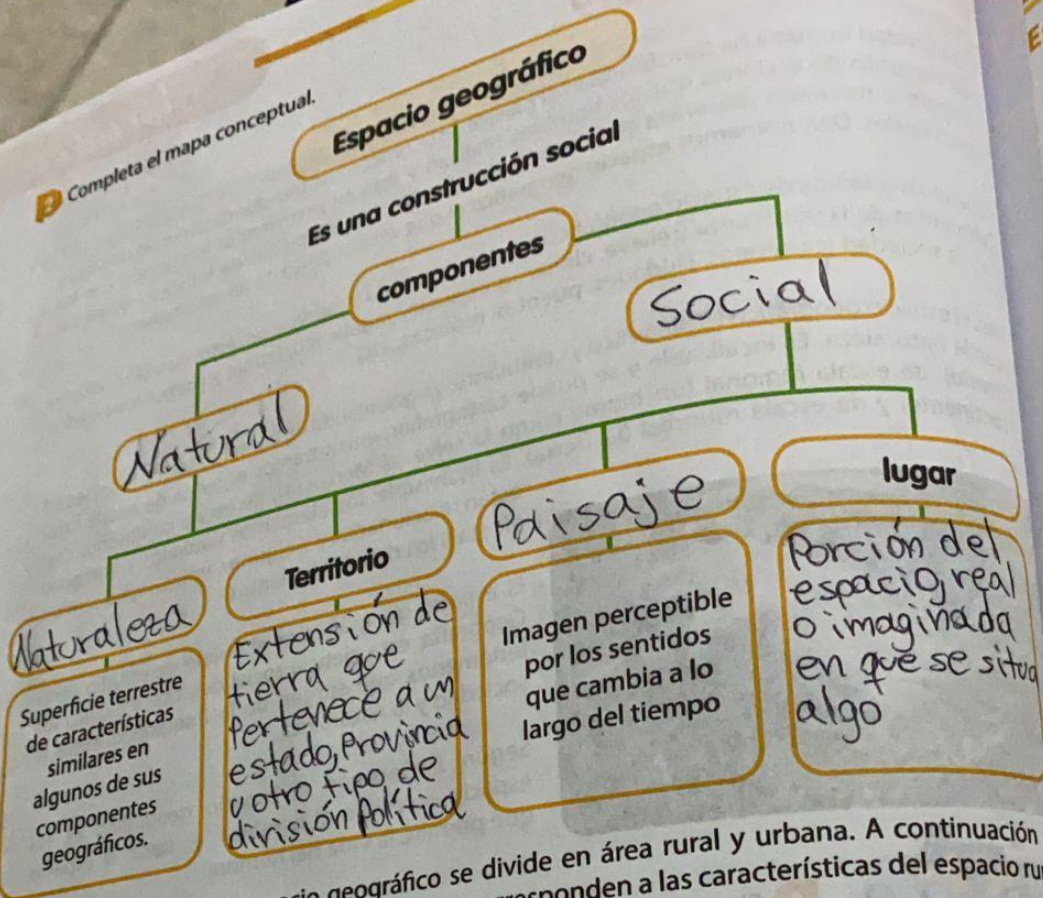 2 Completa el mapa conceptual.
Espacio geográfico
Es una construcción social
componentes
Social
Natural
lugar
Paisaje
Territorio
Naturaleza
Superficie terrestre
de características
similares en
algunos de sus
componentes
geográficos.
Extensión de
tierra que
Pertenece a un
estado, Provincia
u otro tipo de
división Política
Imagen perceptible
por los sentidos
que cambia a lo
largo del tiempo
Porción del
espacio, real
o imaginada
en que se situa
algo
geográfico se divide en área rural y urbana. A continuación
a las características del espacio